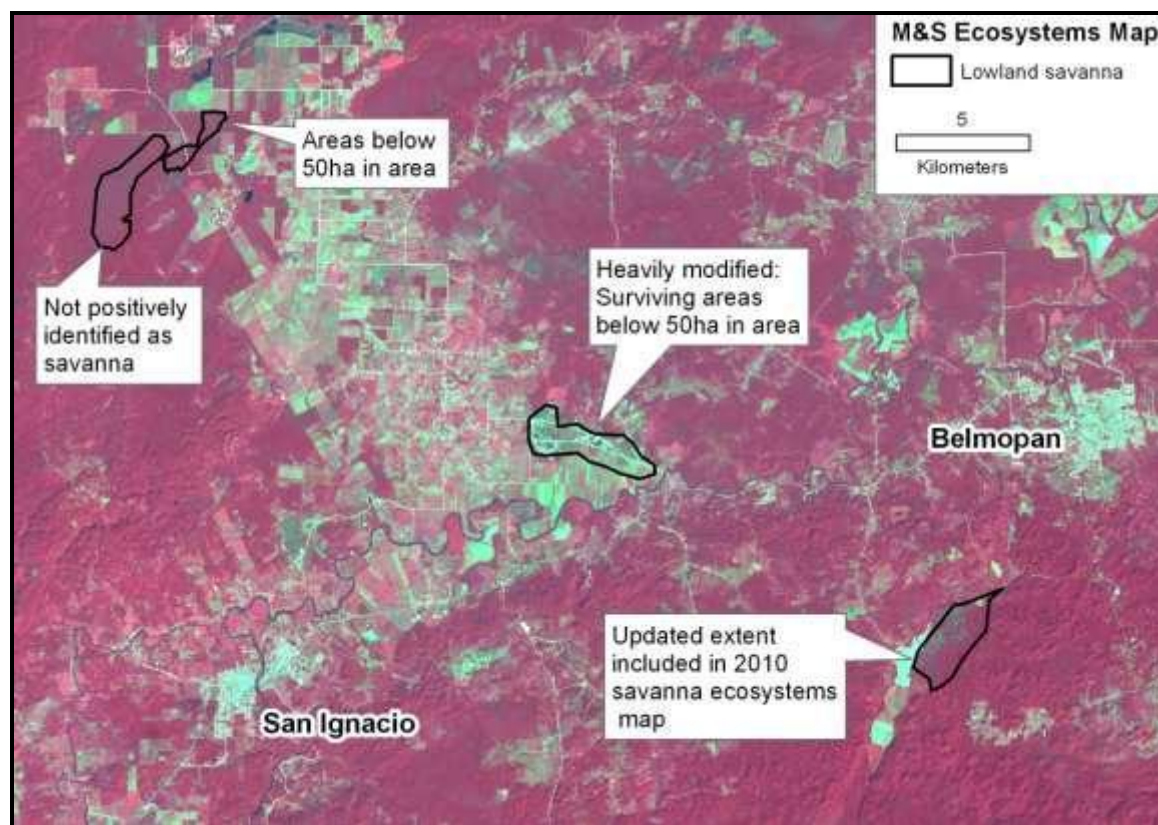 M&S Ecosystems Map
Lowland savanna
5
Kilometers
Areas below
50ha in area
Not positively
identified as
savanna
Heavily modified:
Surviving areas
below 50ha in area
Belmopan
Updated extent
included in 2010
savanna ecosystems
map
San Ignacio